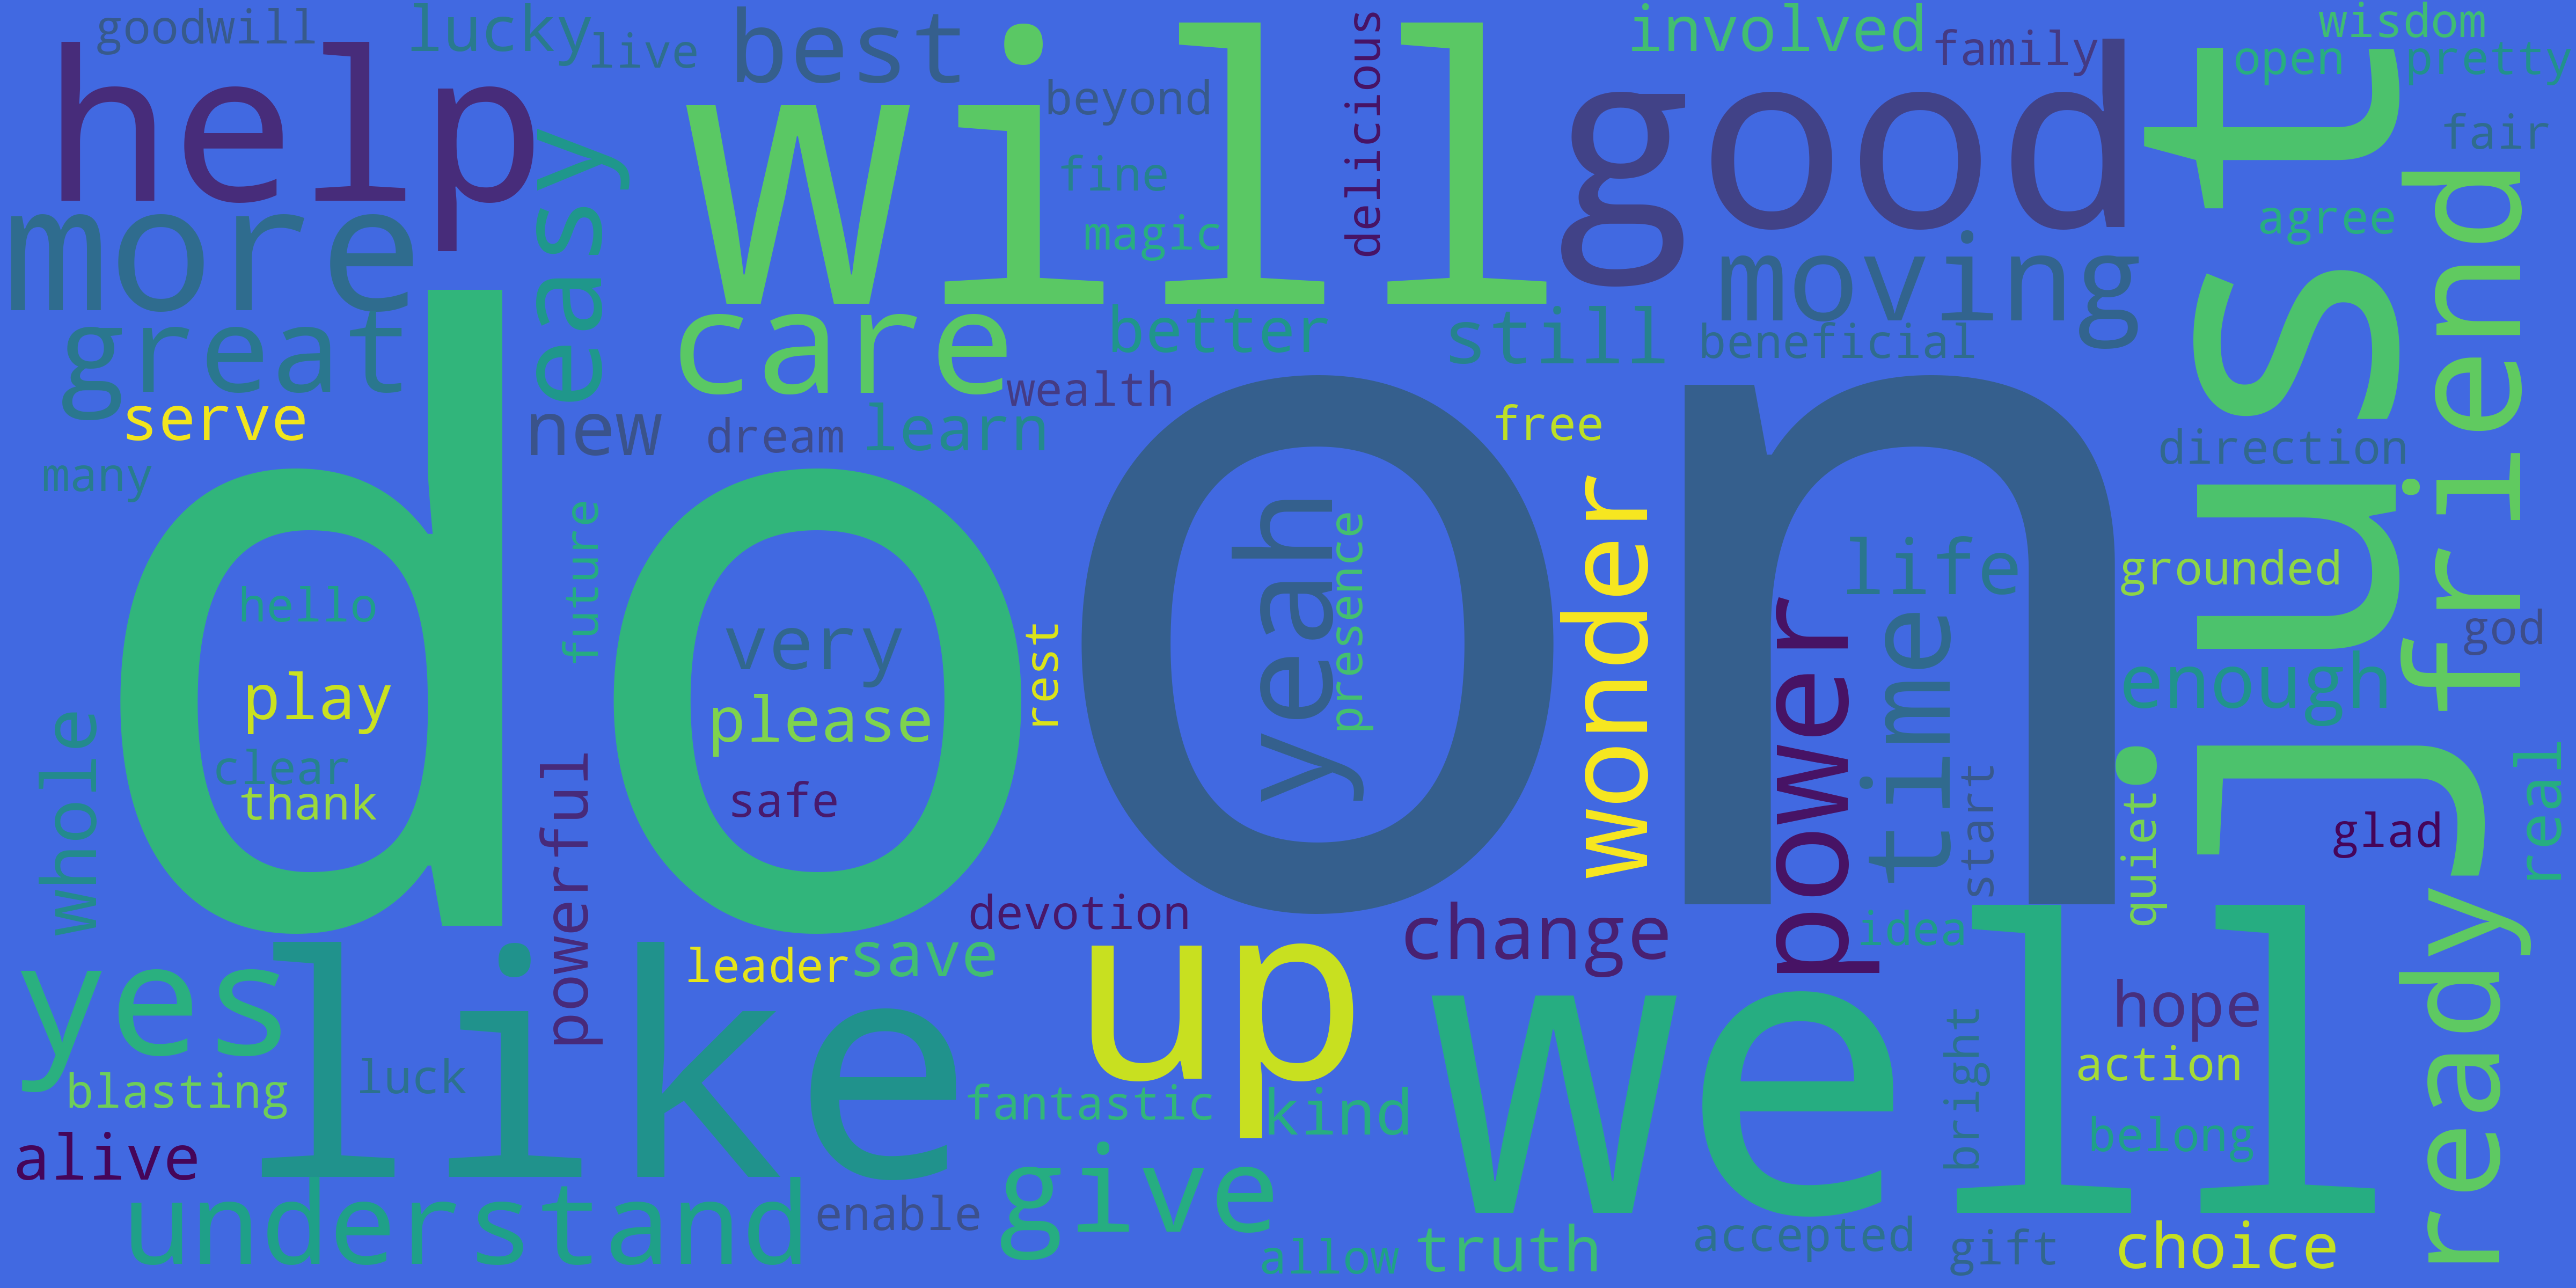 goodwill
lucky
live
best
will
involved
family
wisdom
open
pretty
help
beyond
delicious
good
fair
fine
magic
agree
more
easy
moving
just
friend
great
care
better
still
beneficial
serve
new
dream
learn
wealth
free
direction
many
do
on
future
yeah
presence
wonder
life
grounded
hello
very
rest
power
time
god
play
please
enough
clear
thank
safe
whole
powerful
start
quiet
glad
real
devotion
change
idea
yes
like
leader
save
up
well
hope
ready
blasting
luck
fantastic
kind
bright
action
alive
belong
understand
enable
give
allow
truth
accepted
gift
choice